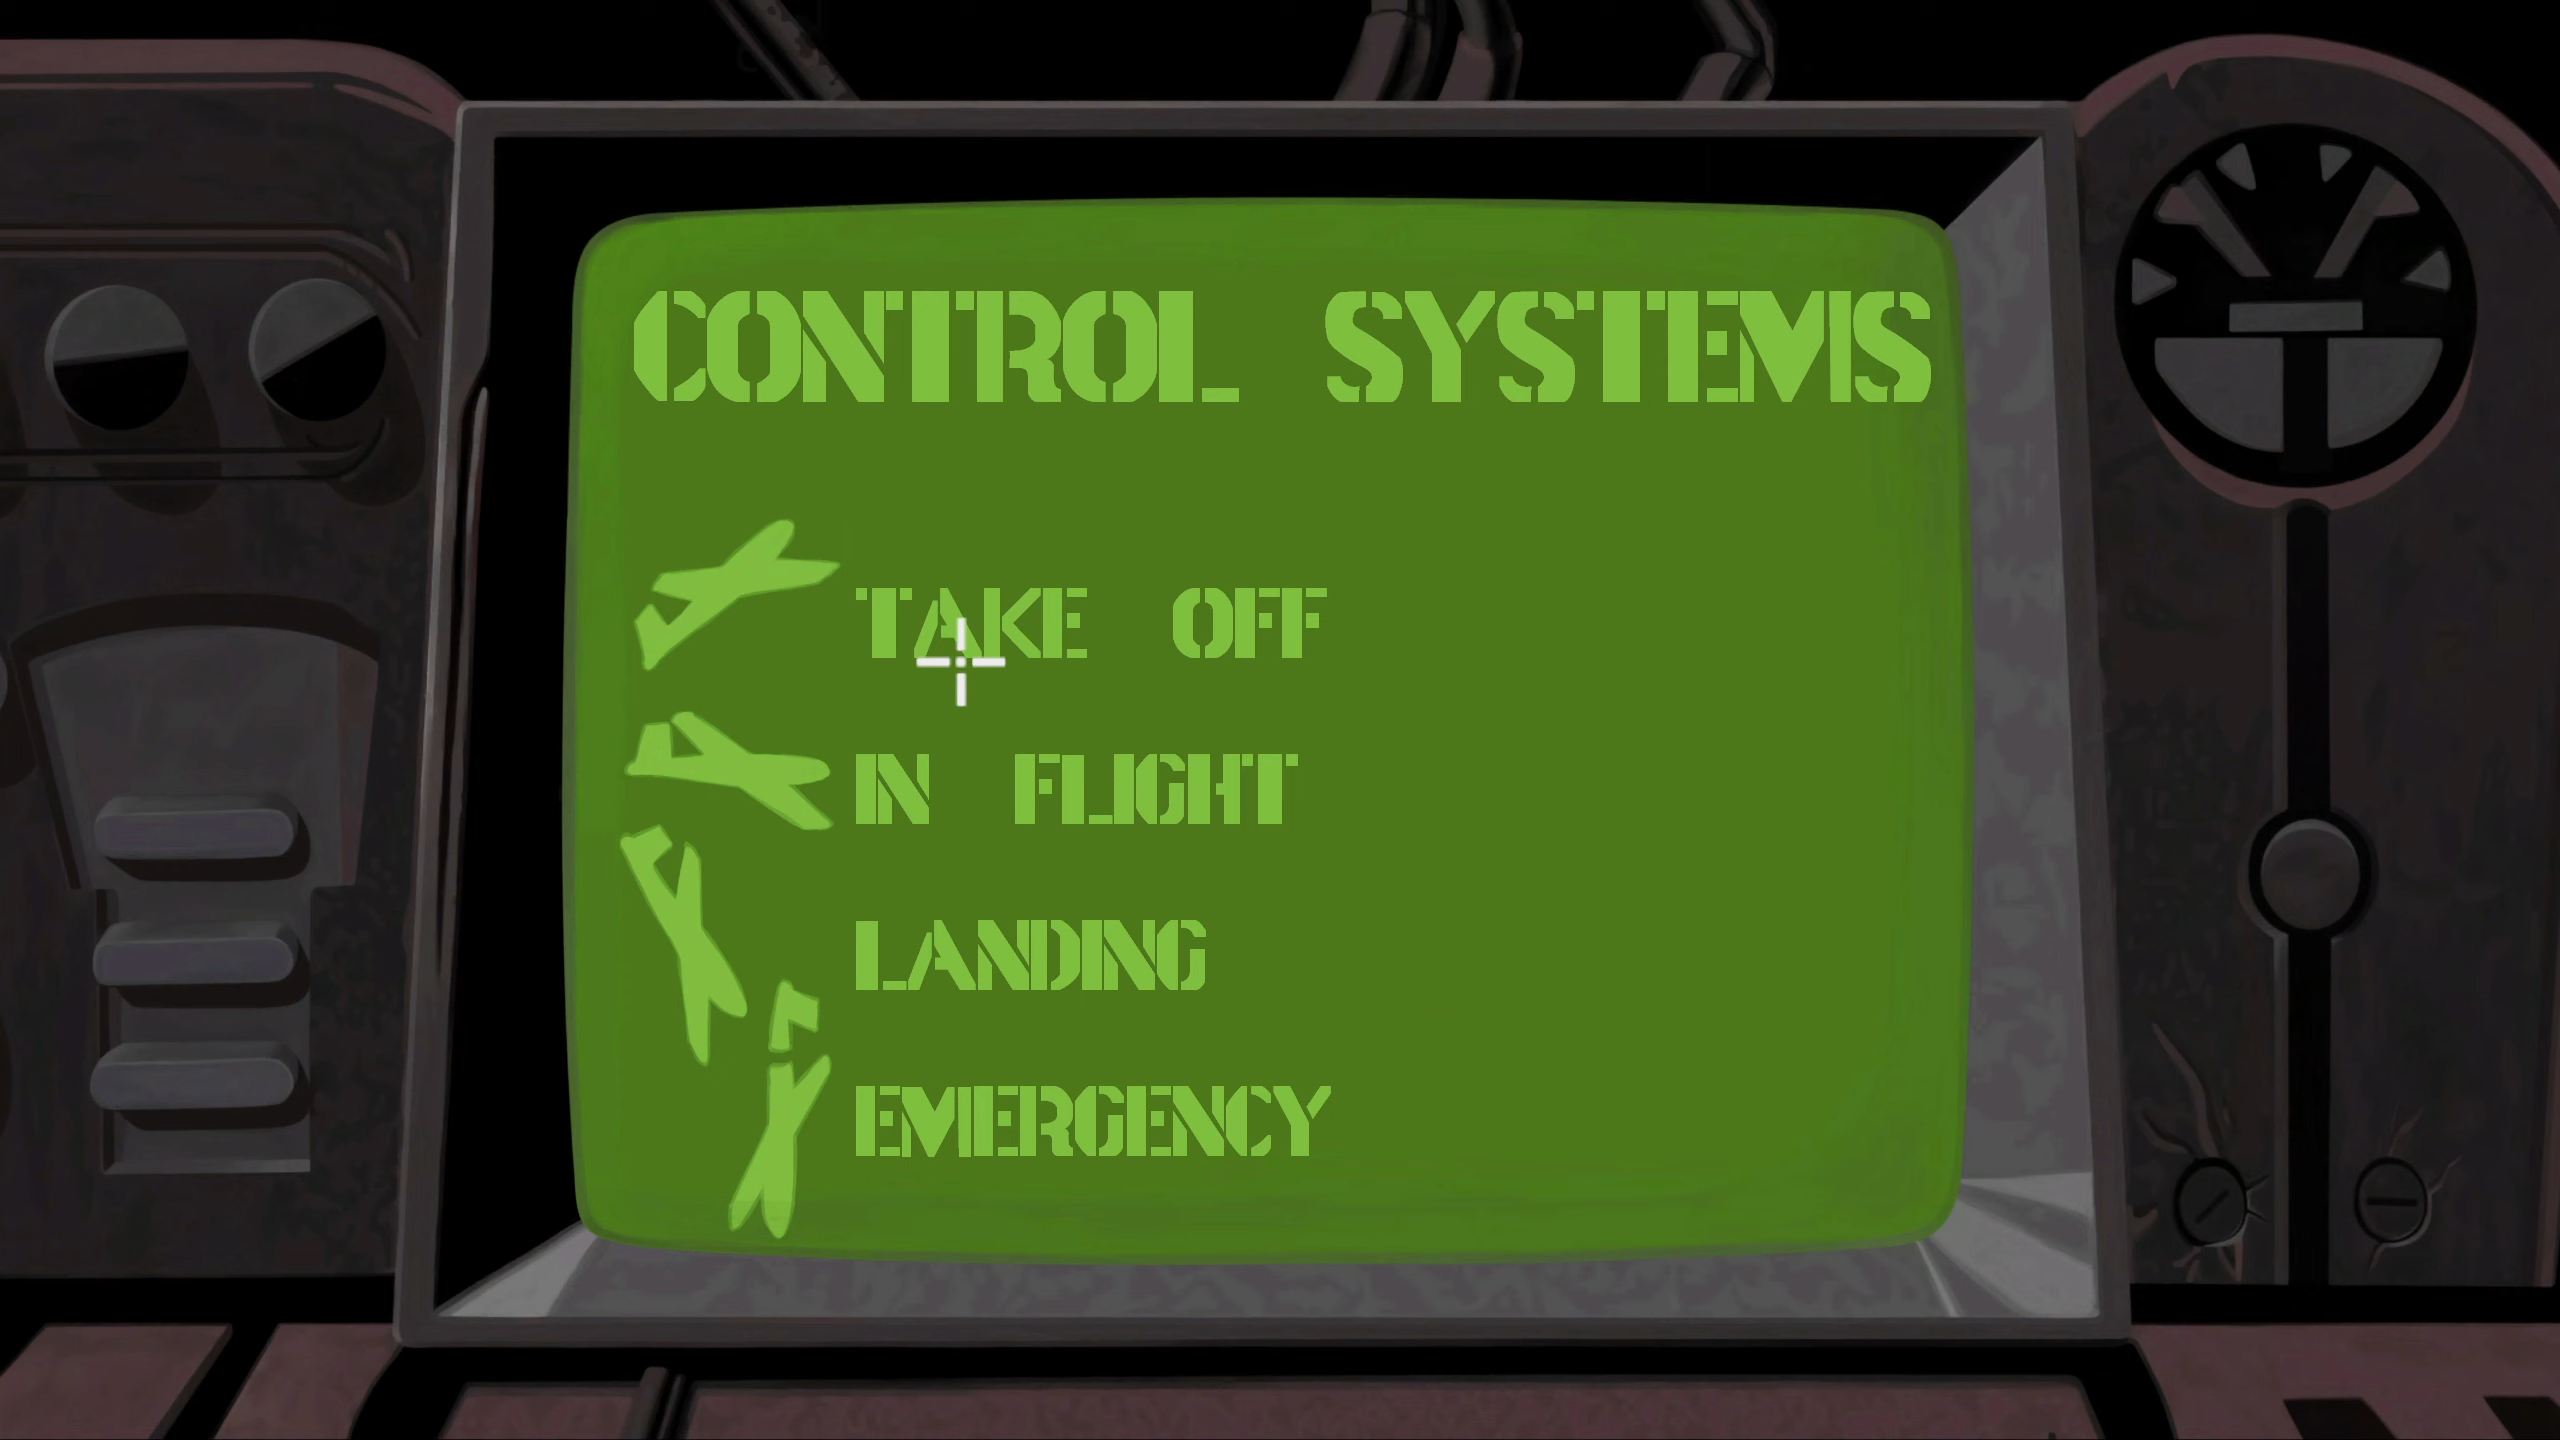 CONTROL SYSTEMS
TAKE OFF
IN FLIGHT
LANDING
EMERGENCY